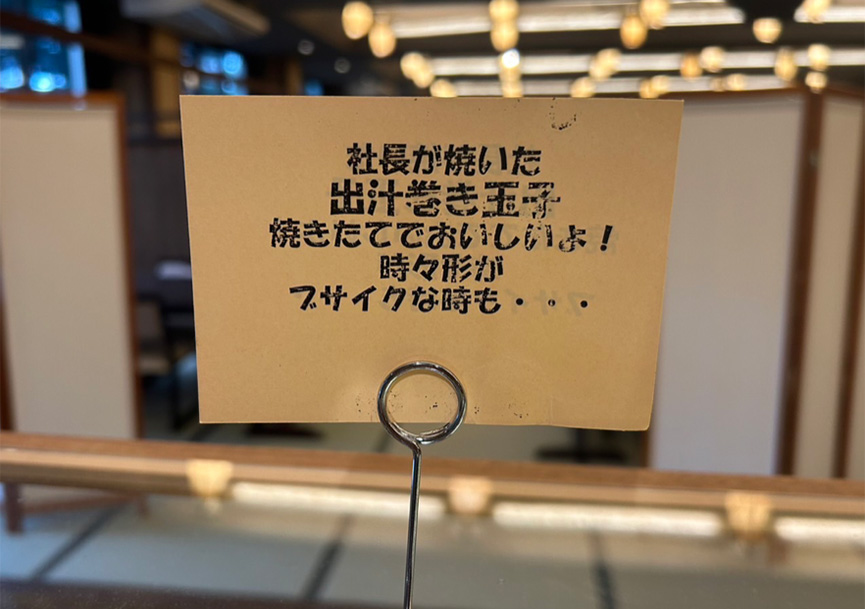 社長が焼いた
出汁巻き玉子
焼きたてでおいしいよ！
時々形が
ブサイクな時も・・・